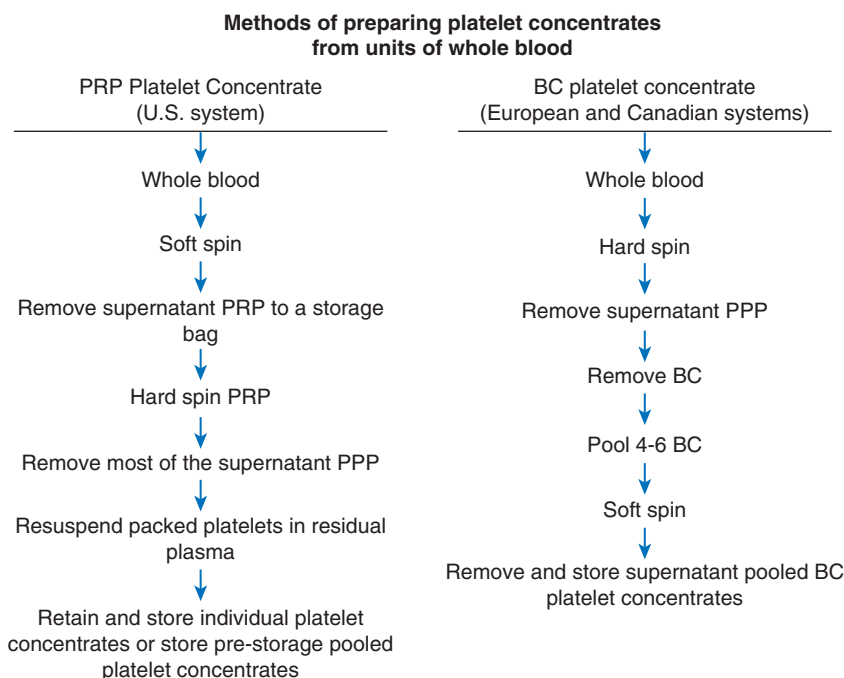 Methods of preparing platelet concentrates
from units of whole blood
PRP Platelet Concentrate
(U.S. system)
Whole blood
Soft spin
Remove supernatant PRP to a storage
bag
Hard spin PRP
Remove most of the supernatant PPP
Resuspend packed platelets in residual
plasma
Retain and store individual platelet
concentrates or store pre-storage pooled
platelet concentrates
BC platelet concentrate
(European and Canadian systems)
Whole blood
Hard spin
Remove supernatant PPP
Remove BC
Pool 4-6 BC
Soft spin
Remove and store supernatant pooled BC
platelet concentrates